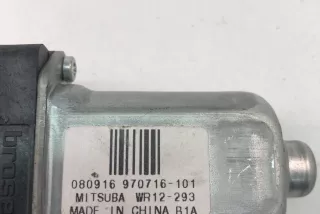 080916 970716-101
MITSUBA WR12-293
MADE IN CHINA B1A